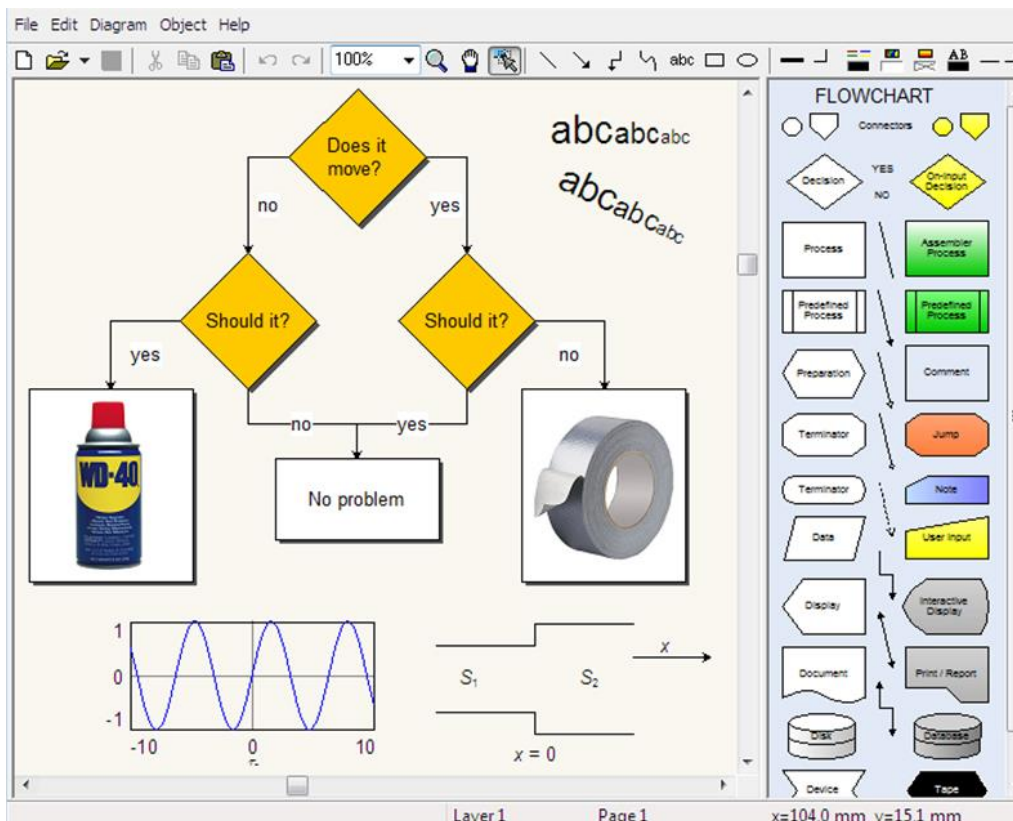 File Edit Diagram Object Help
100%
abc
Does it
move?
no
yes
Should it?
Should it?
yes
no
no
yes
No problem
WD-40
abcabcabc
abcabcabc
1
0
-1
-10
0
10
S₁
S₂
x
x = 0
FLOWCHART
Connectors
Decision
YES
NO
On-Input
Decision
Process
Assembler
Process
Predefined
Process
Predefined
Process
Preparation
Comment
Terminator
Jump
Terminator
Note
Data
User Input
Display
Interactive
Display
Document
Print / Report
Disk
Database
Device
Tape
Layer 1
Page 1
x=104.0 mm y=15.1 mm